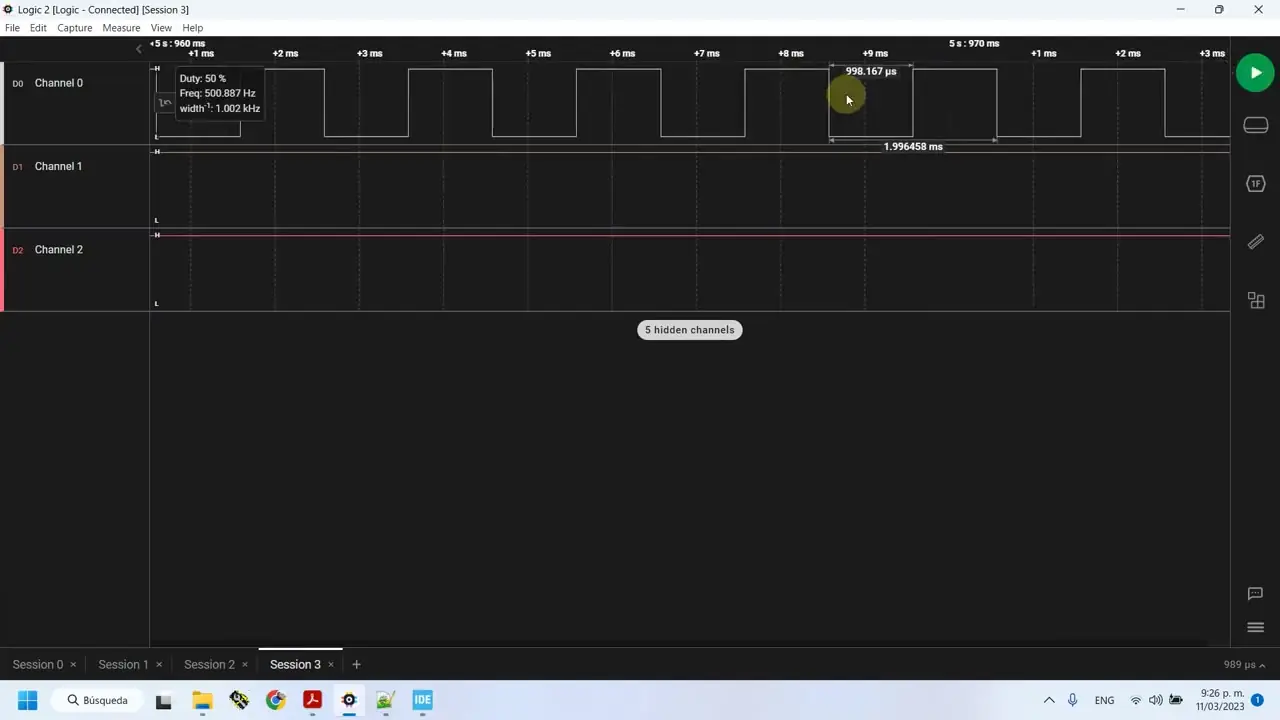 Logic 2 [Logic - Connected] [Session 3]
File Edit Capture Measure View Help
5 s : 960 ms 5 s : 970 ms
+1 ms +2 ms +3 ms +4 ms +5 ms +6 ms +7 ms +8 ms +9 ms +1 ms +2 ms +3 ms
D0 Channel 0
H
Duty: 50 %
Freq: 500.887 Hz
width⁻¹: 1.002 kHz
998.167 µs
L
1.996458 ms
H
D1 Channel 1
L
H
D2 Channel 2
L
5 hidden channels
1F
Session 0 × Session 1 × Session 2 × Session 3 × +
989 µs
Búsqueda
IDE
ENG
9:26 p. m.
11/03/2023
1